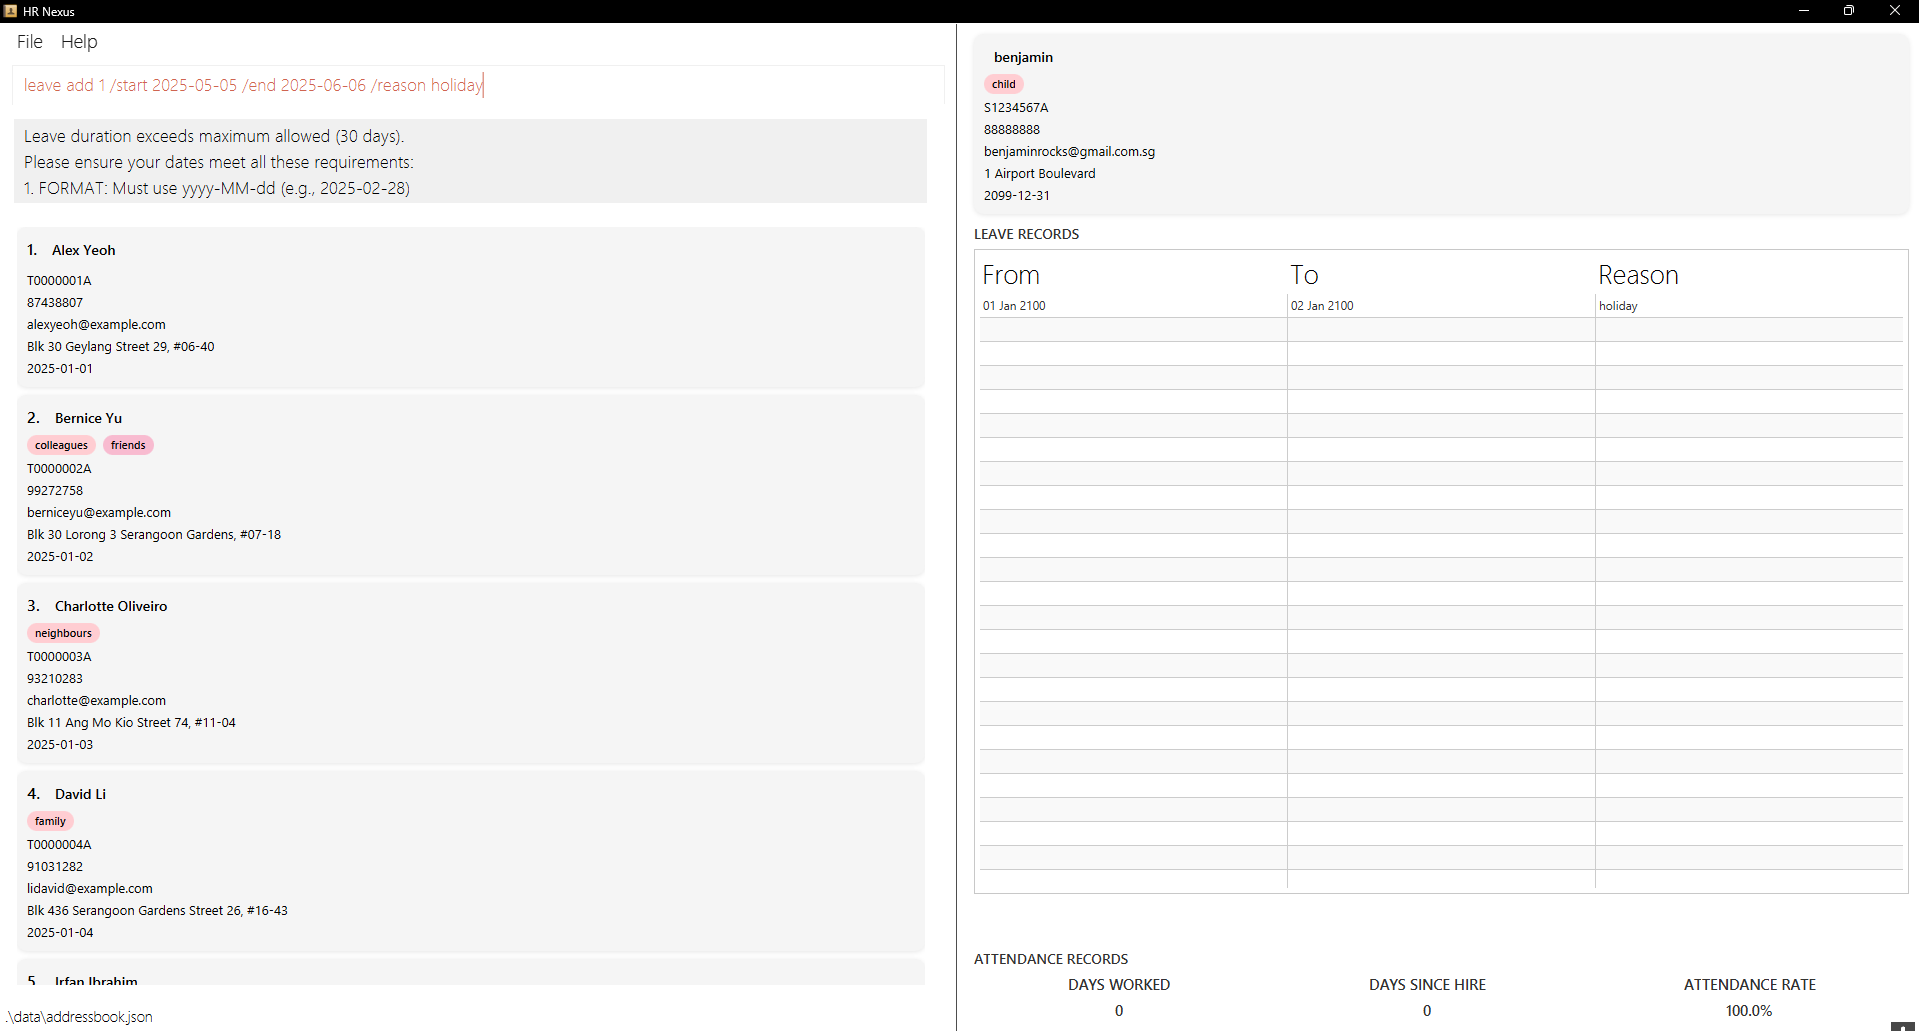 HR Nexus
File Help
leave add 1 /start 2025-05-05 /end 2025-06-06 /reason holiday
Leave duration exceeds maximum allowed (30 days).
Please ensure your dates meet all these requirements:
1. FORMAT: Must use yyyy-MM-dd (e.g., 2025-02-28)
1. Alex Yeoh
T0000001A
87438807
alexyeoh@example.com
Blk 30 Geylang Street 29, #06-40
2025-01-01
2. Bernice Yu
colleagues friends
T0000002A
99272758
berniceyu@example.com
Blk 30 Lorong 3 Serangoon Gardens, #07-18
2025-01-02
3. Charlotte Oliveiro
neighbours
T0000003A
93210283
charlotte@example.com
Blk 11 Ang Mo Kio Street 74, #11-04
2025-01-03
4. David Li
family
T0000004A
91031282
lidavid@example.com
Blk 436 Serangoon Gardens Street 26, #16-43
2025-01-04
5. Irfan Ibrahim
.\data\addressbook.json
benjamin
child
S1234567A
88888888
benjaminrocks@gmail.com.sg
1 Airport Boulevard
2099-12-31
LEAVE RECORDS
From To Reason
01 Jan 2100 02 Jan 2100 holiday
ATTENDANCE RECORDS
DAYS WORKED DAYS SINCE HIRE ATTENDANCE RATE
0 0 100.0%